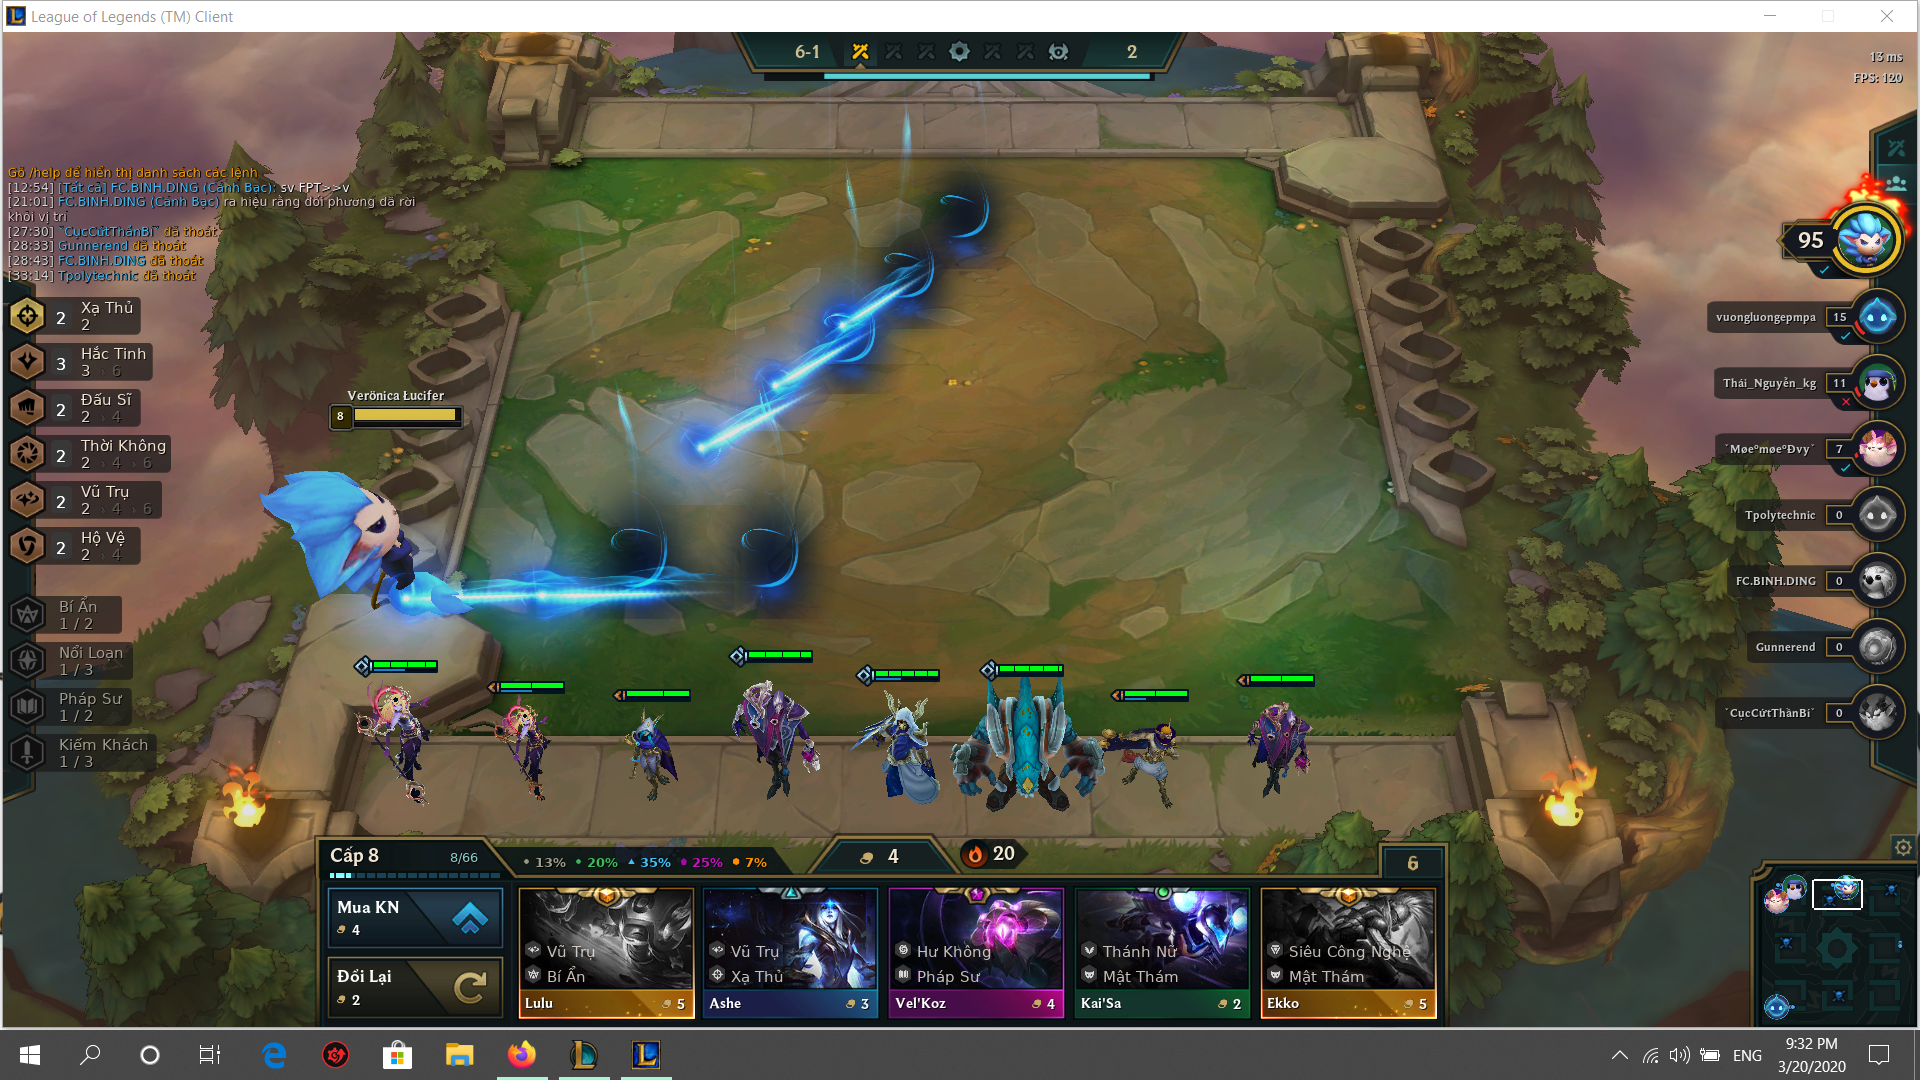 League of Legends (TM) Client
6-1
2
13 ms
FPS: 120
Gõ /help để hiển thị danh sách các lệnh
[12:54] [Tất cả] FC.BINH.DING (Cảnh Bạc): sv FPT>>v
[21:01] FC.BINH.DING (Cảnh Bạc) ra hiệu rằng đối phương đã rời
khỏi vị trí
[27:30] ˇCụcCứtThầnBíˇ đã thoát
[28:33] Gunnerend đã thoát
[28:43] FC.BINH.DING đã thoát
[33:14] Tpolytechnic đã thoát
2 Xạ Thủ
2
3 Hắc Tinh
3 › 6
2 Đấu Sĩ
2 › 4
2 Thời Không
2 › 4 › 6
2 Vũ Trụ
2 › 4 › 6
2 Hộ Vệ
2 › 4
Bí Ẩn
1 / 2
Nổi Loạn
1 / 3
Pháp Sư
1 / 2
Kiếm Khách
1 / 3
Verönica Łucifer
8
95
vuongluongepmpa 15
Thái_Nguyễn_kg 11
ˇMøeºmøeºÐvyˇ 7
Tpolytechnic 0
FC.BINH.DING 0
Gunnerend 0
ˇCụcCứtThầnBíˇ 0
Cấp 8
8/66
13% 20% 35% 25% 7%
4
20
6
Mua KN
4
Đổi Lại
2
Vũ Trụ
Bí Ẩn
Lulu 5
Vũ Trụ
Xạ Thủ
Ashe 3
Hư Không
Pháp Sư
Vel'Koz 4
Thánh Nữ
Mật Thám
Kai'Sa 2
Siêu Công Nghệ
Mật Thám
Ekko 5
ENG
9:32 PM
3/20/2020